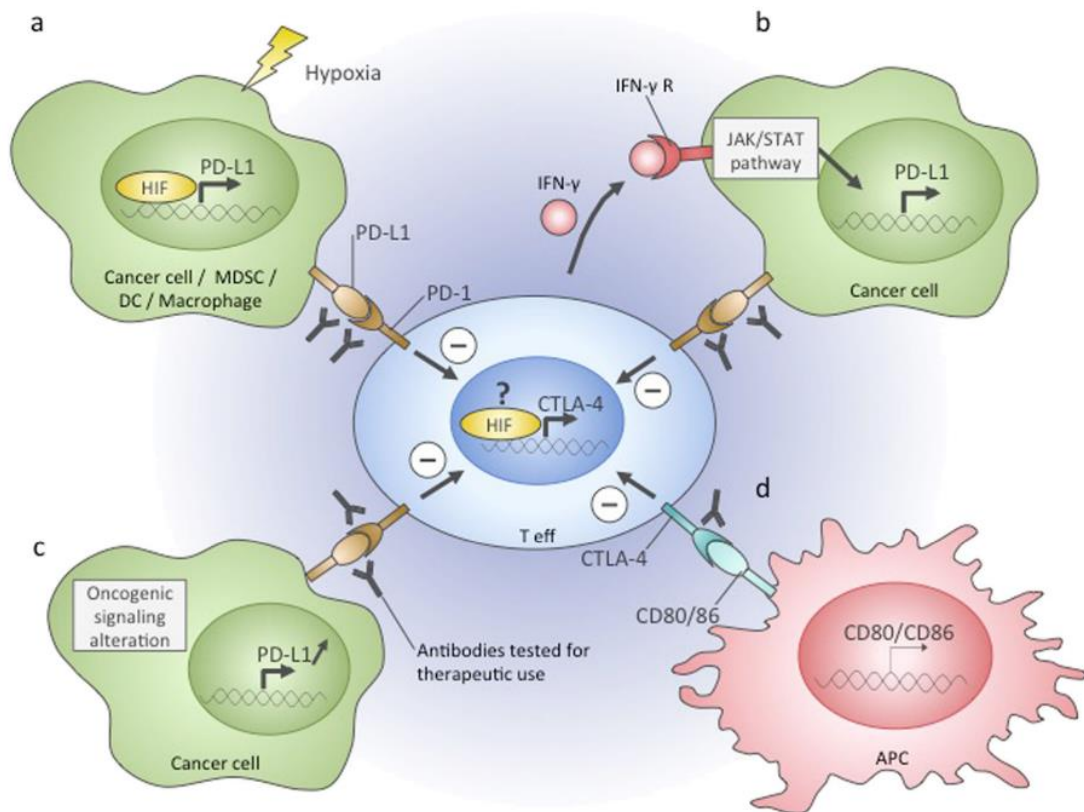 a
Hypoxia
PD-L1
HIF
Cancer cell / MDSC /
DC / Macrophage
PD-L1
PD-1
b
IFN-γ R
IFN-γ
JAK/STAT
pathway
PD-L1
Cancer cell
−
−
?
CTLA-4
HIF
−
−
T eff
c
Oncogenic
signaling
alteration
PD-L1
Cancer cell
Antibodies tested for
therapeutic use
d
CTLA-4
CD80/86
CD80/CD86
APC